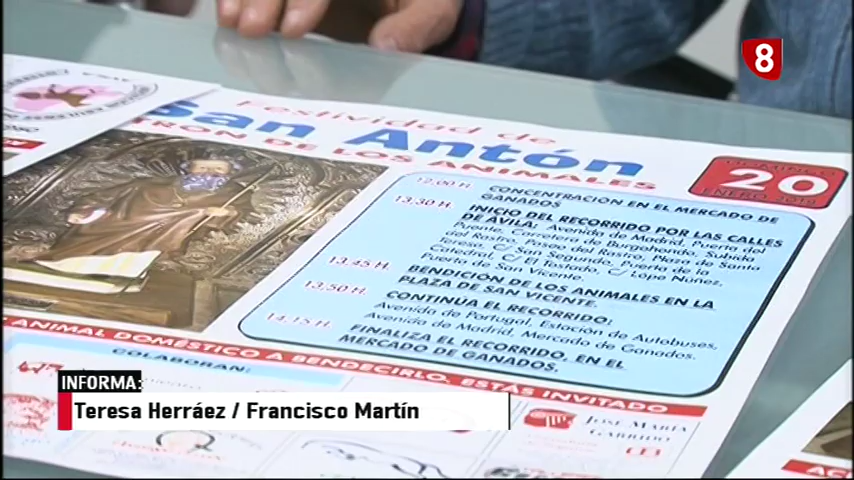 8
Festividad de
San Antón
PATRÓN DE LOS ANIMALES
DOMINGO
20
ENERO 2019
12,00 H. CONCENTRACIÓN EN EL MERCADO DE
GANADOS
13,30 H. INICIO DEL RECORRIDO POR LAS CALLES
DE ÁVILA: Avenida de Madrid, Puerta del
Puente, Carretera de Burgohondo, Subida
del Rastro, Paseo del Rastro, Plaza de Santa
Teresa, C/ San Segundo, Puerta de la
Catedral, C/ El Tostado, C/ Lope Núñez,
Puerta de San Vicente.
13,45 H. BENDICIÓN DE LOS ANIMALES EN LA
PLAZA DE SAN VICENTE.
13,50 H. CONTINÚA EL RECORRIDO:
Avenida de Portugal, Estación de Autobuses,
Avenida de Madrid, Mercado de Ganados.
14,15 H. FINALIZA EL RECORRIDO, EN EL
MERCADO DE GANADOS.
ANIMAL DOMÉSTICO A BENDECIRLO, ESTÁS INVITADO
COLABORAN:
JOSE MARÍA
GARRIDO
INFORMA:
Teresa Herráez / Francisco Martín